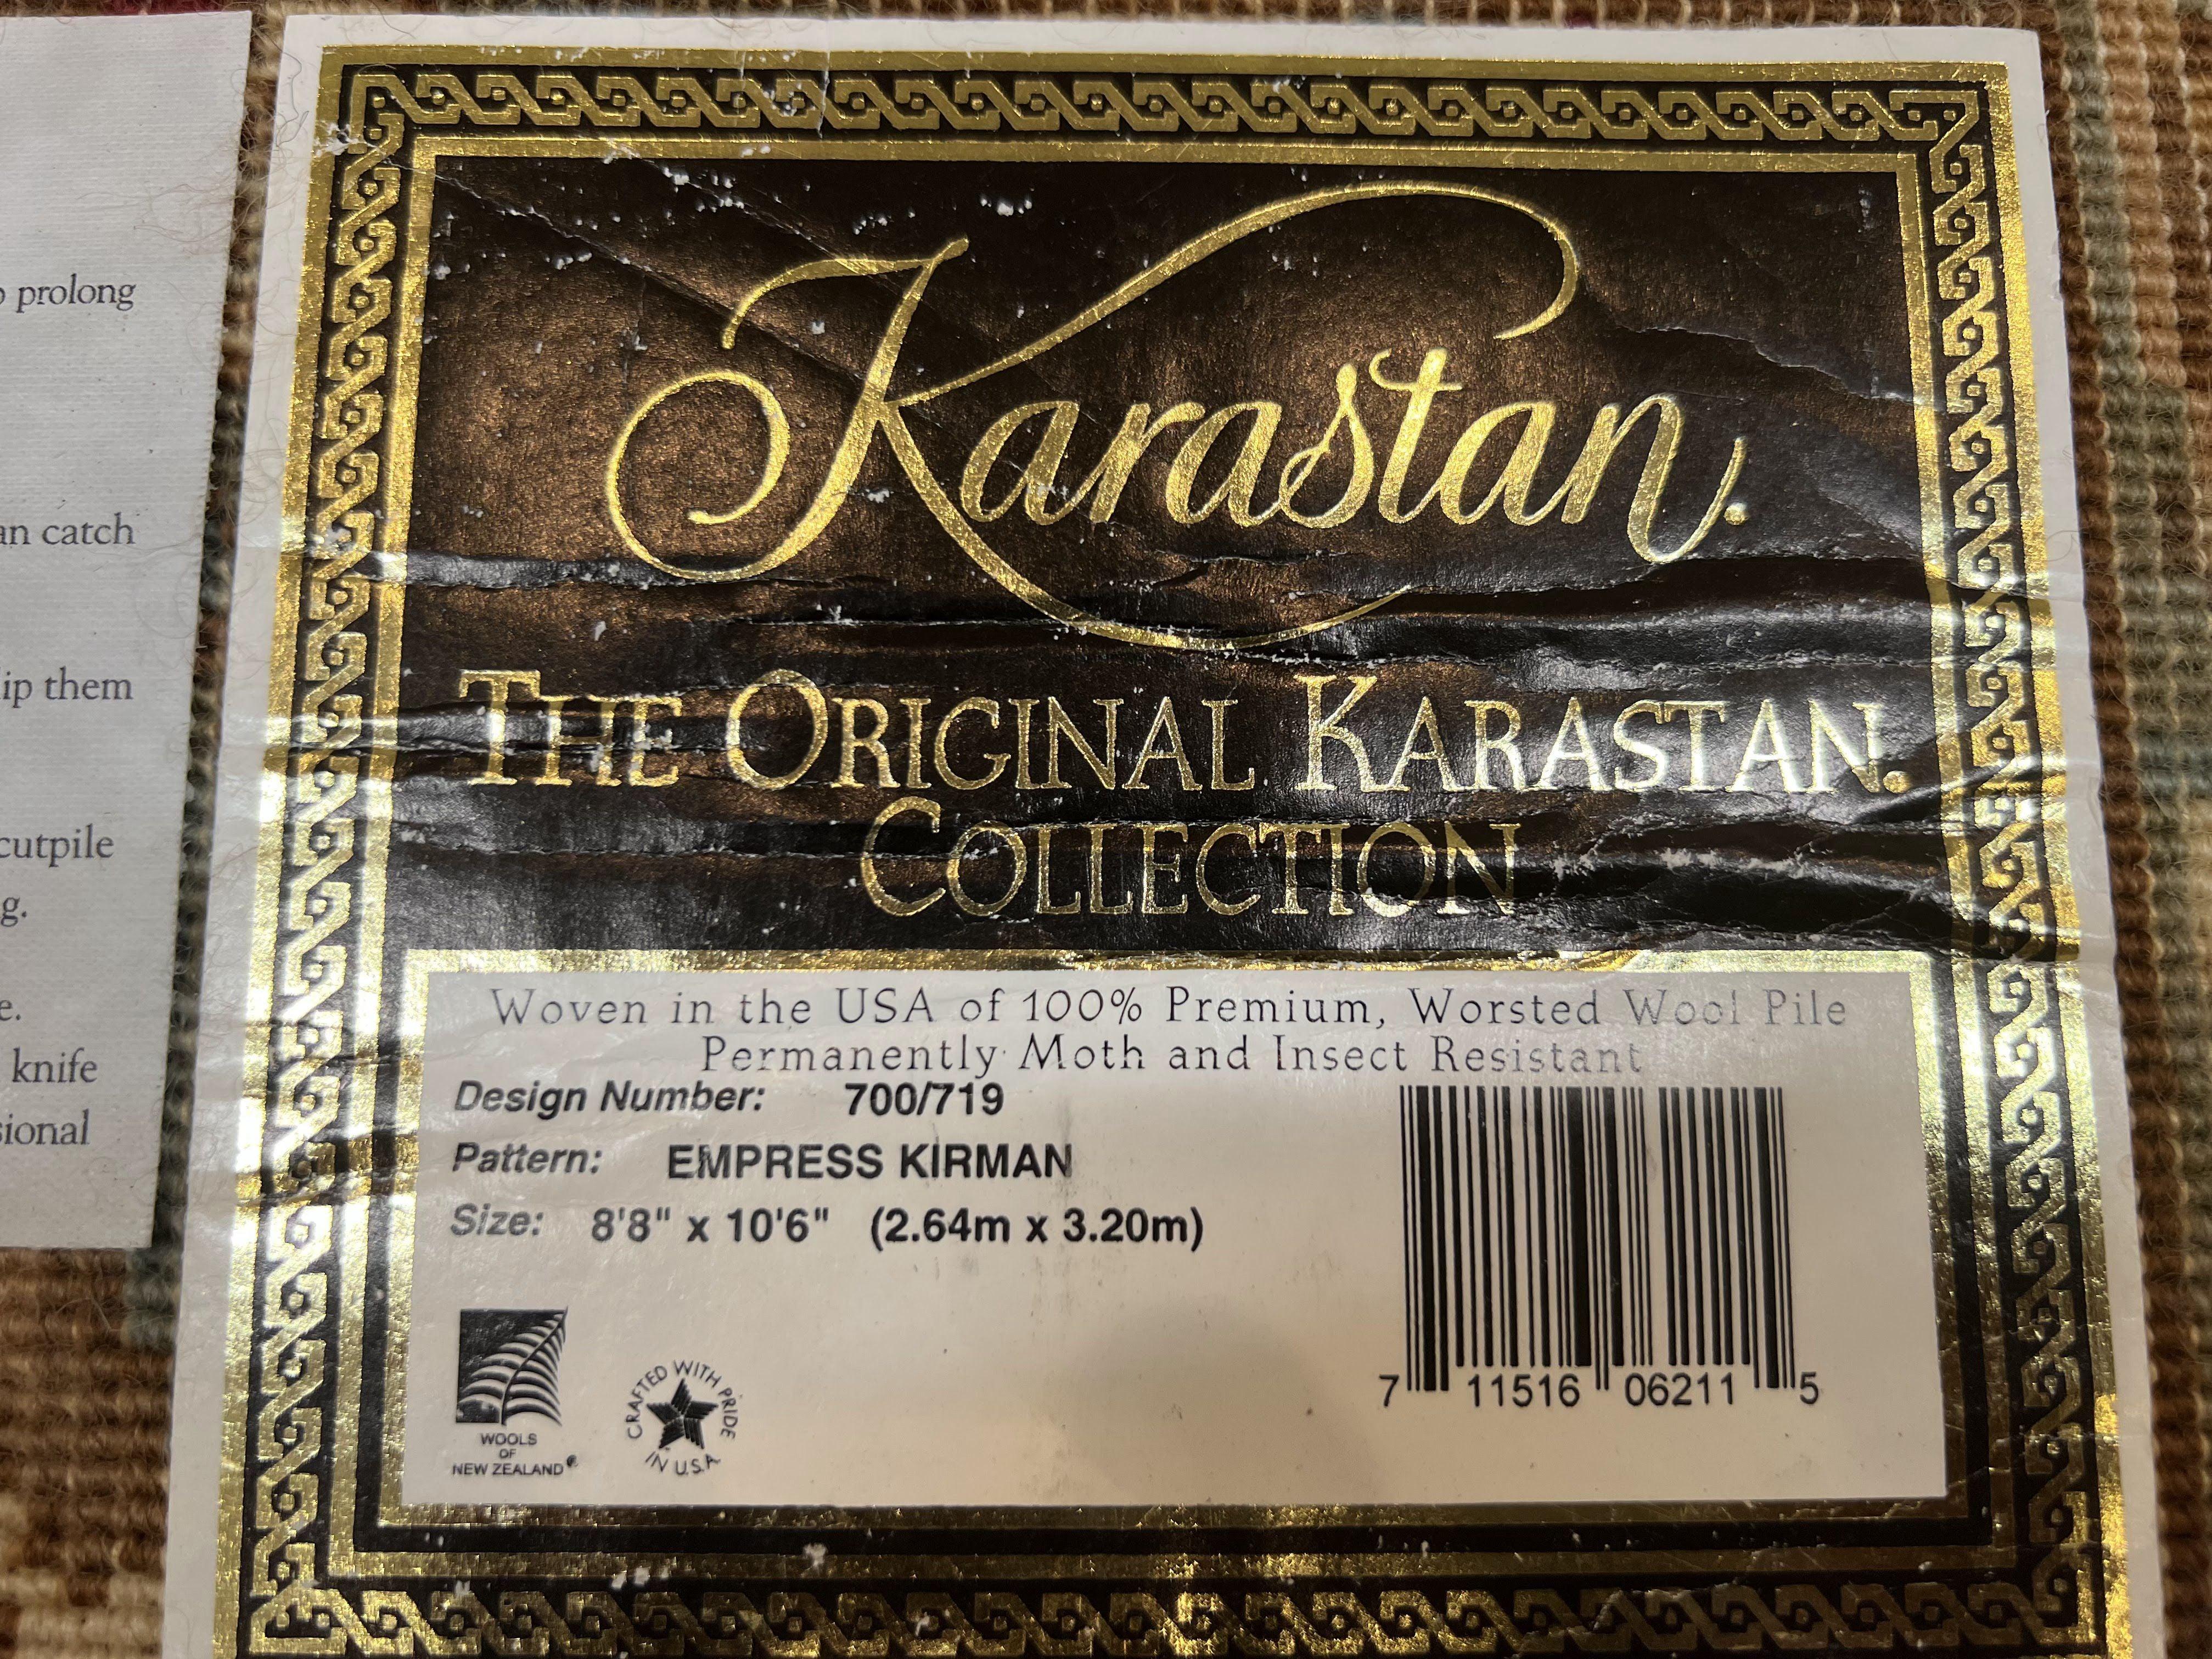 prolong
an catch
ip them
cutpile
g.
e.
knife
sional
Karastan.
THE ORIGINAL KARASTAN.
COLLECTION
Woven in the USA of 100% Premium, Worsted Wool Pile
Permanently Moth and Insect Resistant
Design Number: 700/719
Pattern: EMPRESS KIRMAN
Size: 8'8" x 10'6" (2.64m x 3.20m)
7 11516 06211 5
WOOLS
OF
NEW ZEALAND®
CRAFTED WITH PRIDE
IN U.S.A.